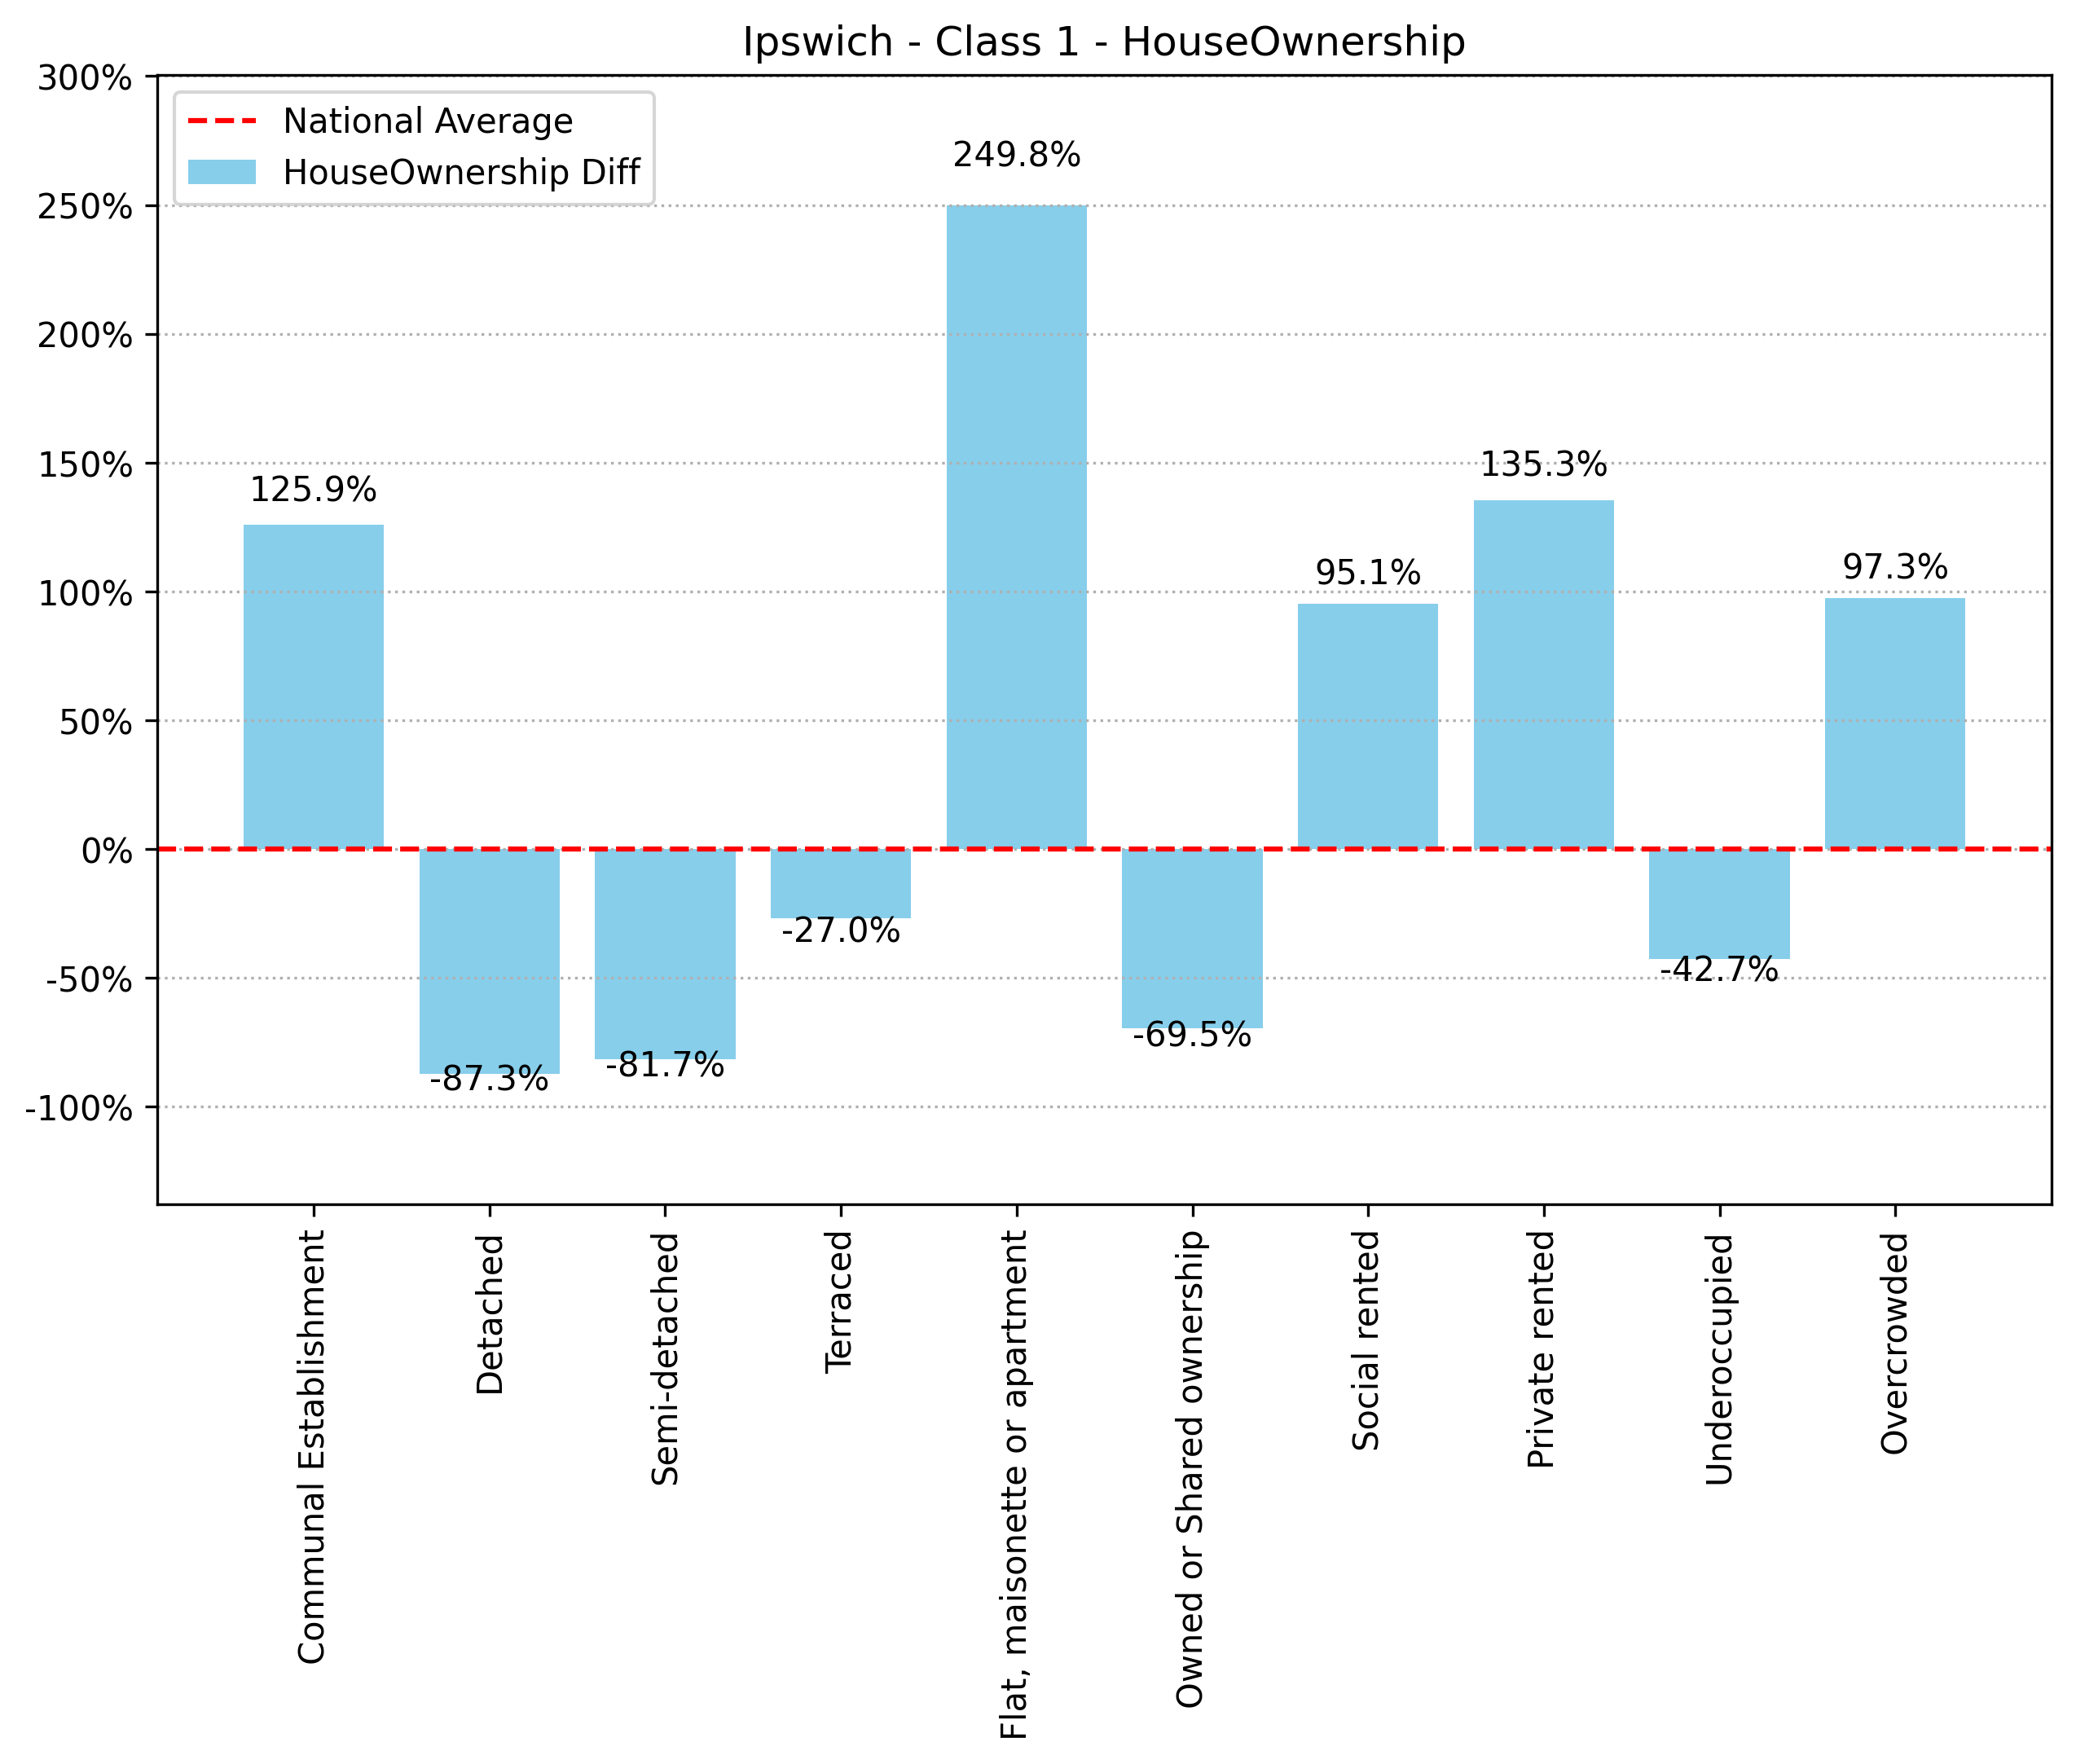 Ipswich - Class 1 - HouseOwnership
300%
250%
200%
150%
100%
50%
0%
-50%
-100%
National Average
HouseOwnership Diff
125.9%
-87.3%
-81.7%
-27.0%
249.8%
-69.5%
95.1%
135.3%
-42.7%
97.3%
Communal Establishment
Detached
Semi-detached
Terraced
Flat, maisonette or apartment
Owned or Shared ownership
Social rented
Private rented
Underoccupied
Overcrowded